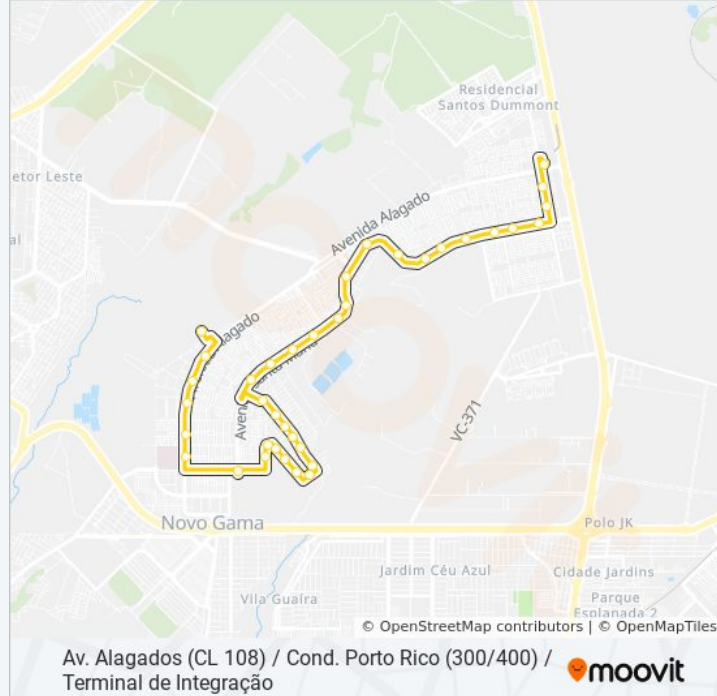 Residencial
Santos Dummont
etor Leste
Avenida Alagado
VC-371
Novo Gama
Polo JK
Jardim Céu Azul
Cidade Jardins
Vila Guaíra
Parque
Esplanada 2
© OpenStreetMap contributors | © OpenMapTiles
Av. Alagados (CL 108) / Cond. Porto Rico (300/400) /
Terminal de Integração
moovit